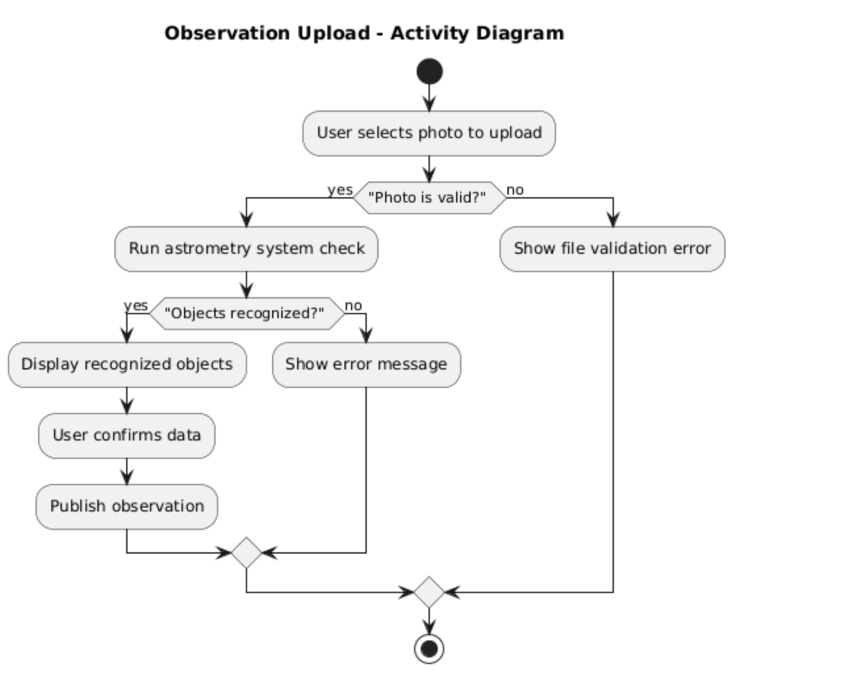 Observation Upload - Activity Diagram
User selects photo to upload
yes
"Photo is valid?"
no
Run astrometry system check
Show file validation error
yes
"Objects recognized?"
no
Display recognized objects
Show error message
User confirms data
Publish observation